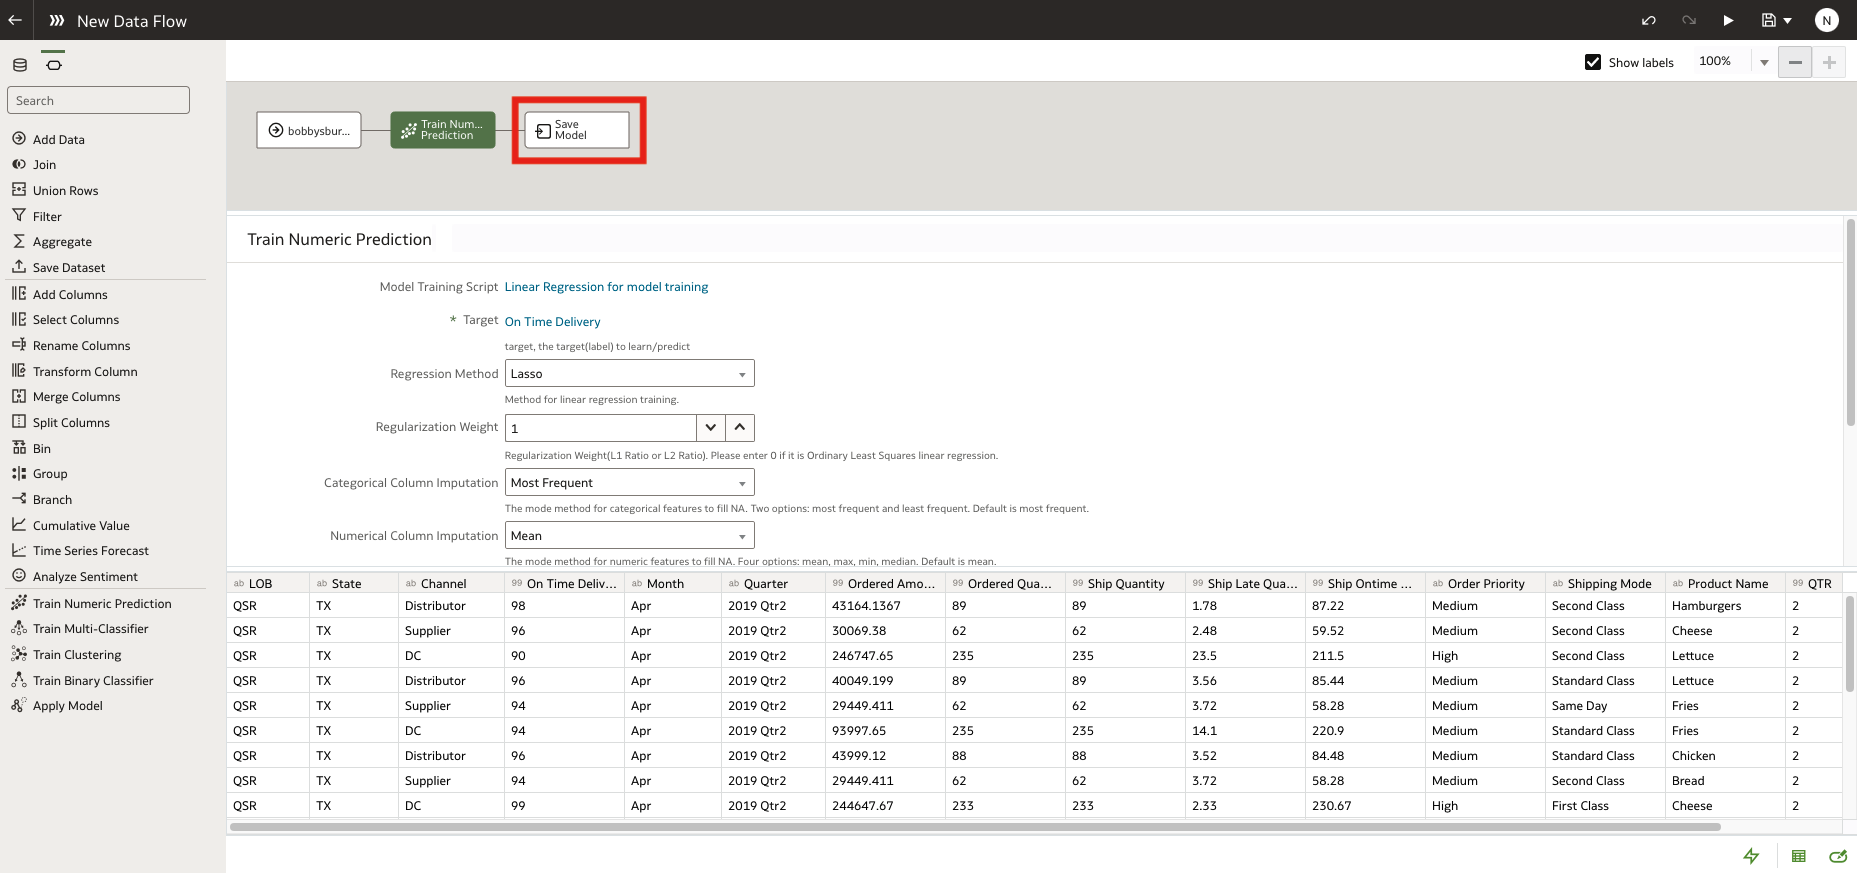 New Data Flow
N
Show labels
100%
Search
Add Data
Join
Union Rows
Filter
Aggregate
Save Dataset
Add Columns
Select Columns
Rename Columns
Transform Column
Merge Columns
Split Columns
Bin
Group
Branch
Cumulative Value
Time Series Forecast
Analyze Sentiment
Train Numeric Prediction
Train Multi-Classifier
Train Clustering
Train Binary Classifier
Apply Model
bobbysbur...
Train Num...
Prediction
Save
Model
Train Numeric Prediction
Model Training Script Linear Regression for model training
* Target On Time Delivery
target, the target(label) to learn/predict
Regression Method Lasso
Method for linear regression training.
Regularization Weight 1
Regularization Weight(L1 Ratio or L2 Ratio). Please enter 0 if it is Ordinary Least Squares linear regression.
Categorical Column Imputation Most Frequent
The mode method for categorical features to fill NA. Two options: most frequent and least frequent. Default is most frequent.
Numerical Column Imputation Mean
The mode method for numeric features to fill NA. Four options: mean, max, min, median. Default is mean.
ab LOB ab State ab Channel 99 On Time Deliv... ab Month ab Quarter 99 Ordered Amo... 99 Ordered Qua... 99 Ship Quantity 99 Ship Late Qua... 99 Ship Ontime ... ab Order Priority ab Shipping Mode ab Product Name 99 QTR
QSR TX Distributor 98 Apr 2019 Qtr2 43164.1367 89 89 1.78 87.22 Medium Second Class Hamburgers 2
QSR TX Supplier 96 Apr 2019 Qtr2 30069.38 62 62 2.48 59.52 Medium Second Class Cheese 2
QSR TX DC 90 Apr 2019 Qtr2 246747.65 235 235 23.5 211.5 High Second Class Lettuce 2
QSR TX Distributor 96 Apr 2019 Qtr2 40049.199 89 89 3.56 85.44 Medium Standard Class Lettuce 2
QSR TX Supplier 94 Apr 2019 Qtr2 29449.411 62 62 3.72 58.28 Medium Same Day Fries 2
QSR TX DC 94 Apr 2019 Qtr2 93997.65 235 235 14.1 220.9 Medium Standard Class Fries 2
QSR TX Distributor 96 Apr 2019 Qtr2 43999.12 88 88 3.52 84.48 Medium Standard Class Chicken 2
QSR TX Supplier 94 Apr 2019 Qtr2 29449.411 62 62 3.72 58.28 Medium Second Class Bread 2
QSR TX DC 99 Apr 2019 Qtr2 244647.67 233 233 2.33 230.67 High First Class Cheese 2